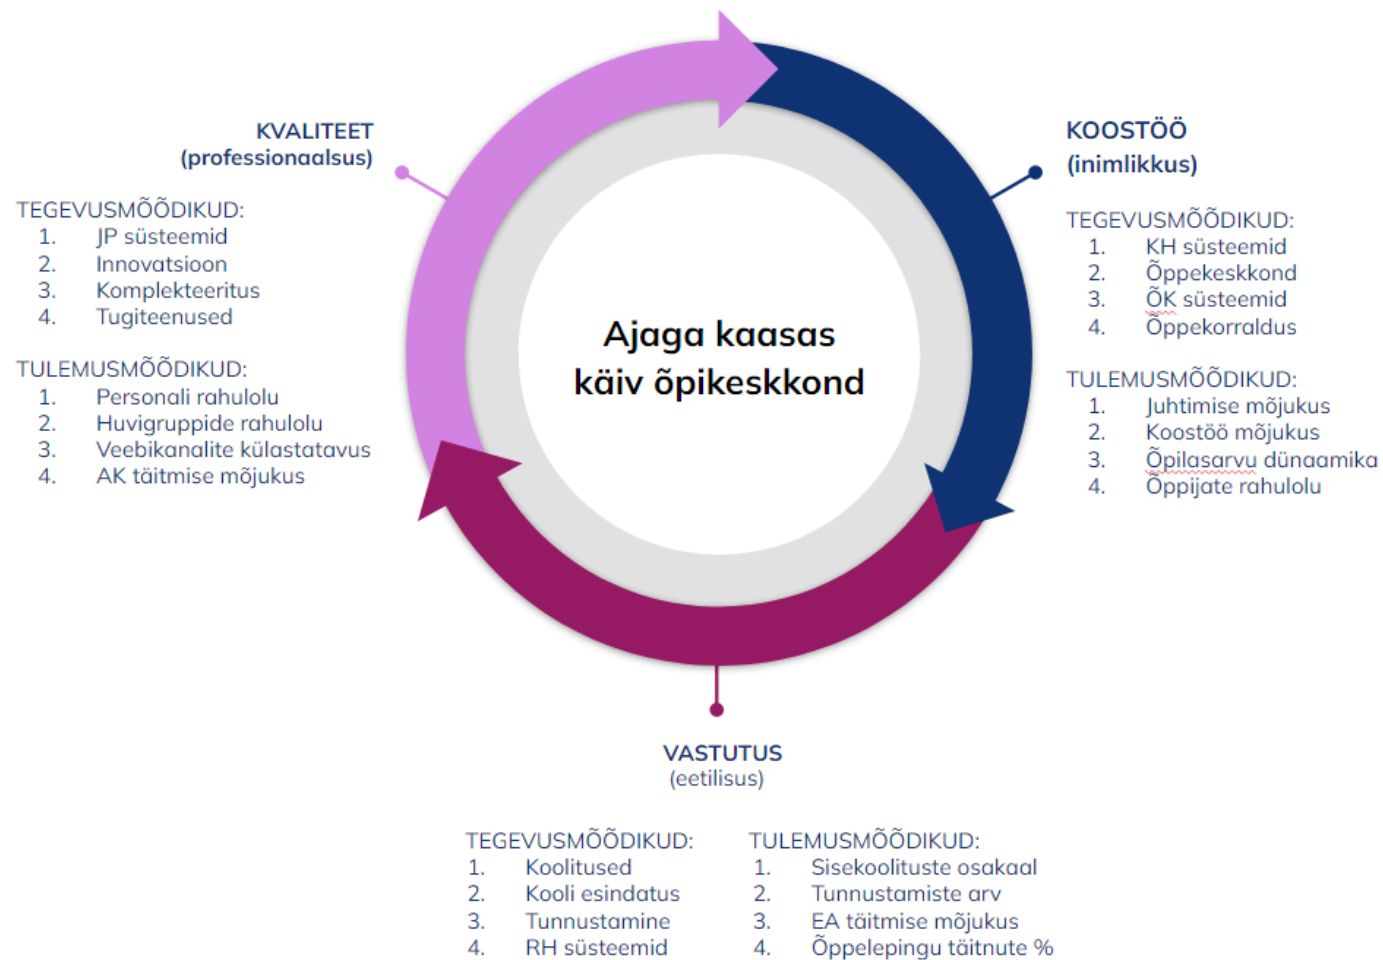 KVALITEET
(professionaalsus)
TEGEVUSMÕÕDIKUD:
1. JP süsteemid
2. Innovatsioon
3. Komplekteeritus
4. Tugiteenused
TULEMUSMÕÕDIKUD:
1. Personali rahulolu
2. Huvigruppide rahulolu
3. Veebikanalite külastatavus
4. AK täitmise mõjukus
Ajaga kaasas
käiv õpikeskkond
KOOSTÖÖ
(inimlikkus)
TEGEVUSMÕÕDIKUD:
1. KH süsteemid
2. Õppekeskkond
3. ÕK süsteemid
4. Õppekorraldus
TULEMUSMÕÕDIKUD:
1. Juhtimise mõjukus
2. Koostöö mõjukus
3. Õpilasarvu dünaamika
4. Õppijate rahulolu
VASTUTUS
(eetilisus)
TEGEVUSMÕÕDIKUD:
1. Koolitused
2. Kooli esindatus
3. Tunnustamine
4. RH süsteemid
TULEMUSMÕÕDIKUD:
1. Sisekoolituste osakaal
2. Tunnustamiste arv
3. EA täitmise mõjukus
4. Õppelepingu täitnute %